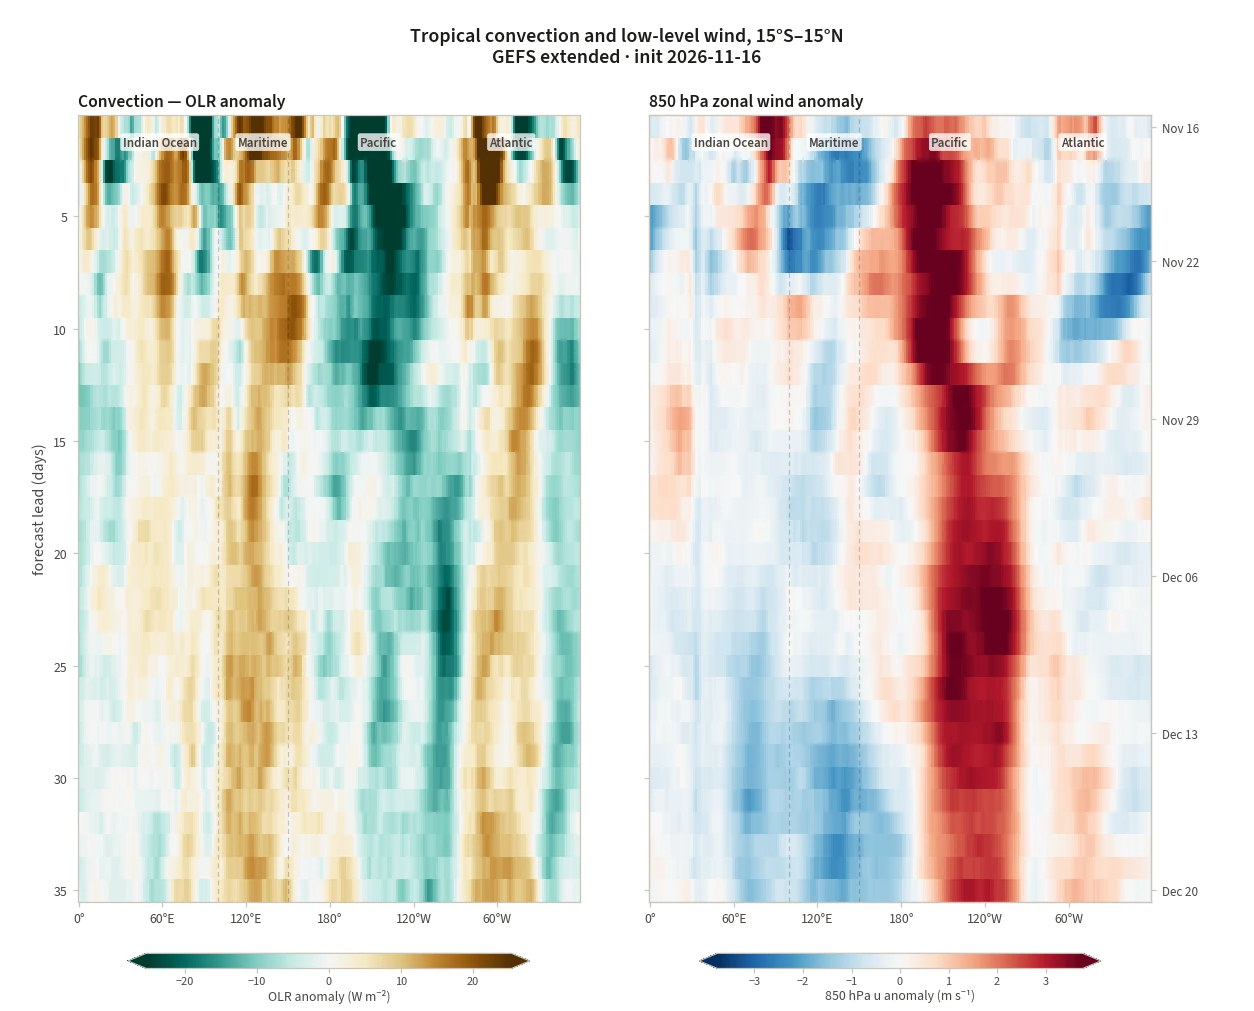 Tropical convection and low-level wind, 15°S–15°N
GEFS extended · init 2026-11-16
Convection — OLR anomaly
850 hPa zonal wind anomaly
Indian Ocean
Maritime
Pacific
Atlantic
Indian Ocean
Maritime
Pacific
Atlantic
forecast lead (days)
5
10
15
20
25
30
35
Nov 16
Nov 22
Nov 29
Dec 06
Dec 13
Dec 20
0°
60°E
120°E
180°
120°W
60°W
0°
60°E
120°E
180°
120°W
60°W
−20
−10
0
10
20
OLR anomaly (W m⁻²)
−3
−2
−1
0
1
2
3
850 hPa u anomaly (m s⁻¹)